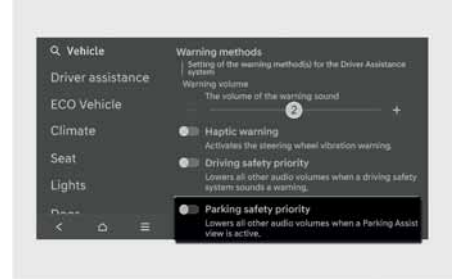 Vehicle
Driver assistance
ECO Vehicle
Climate
Seat
Lights
Warning methods
Setting of the warning method(s) for the Driver Assistance
system
Warning volume
The volume of the warning sound
2
+
Haptic warning
Activates the steering wheel vibration warning.
Driving safety priority
Lowers all other audio volumes when a driving safety
system sounds a warning.
Parking safety priority
Lowers all other audio volumes when a Parking Assist
view is active.